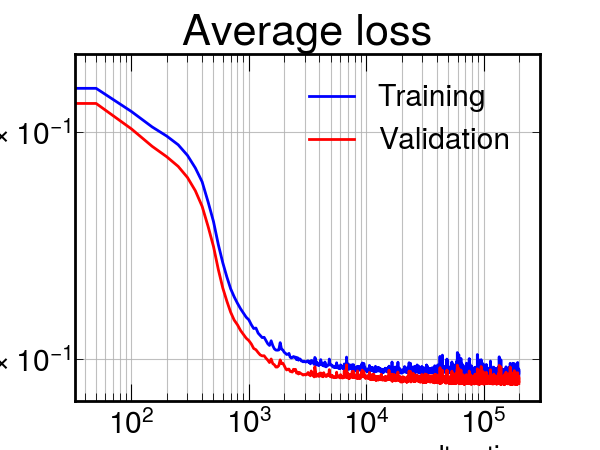 Average loss
Training
Validation
× 10⁻¹
× 10⁻¹
10² 10³ 10⁴ 10⁵